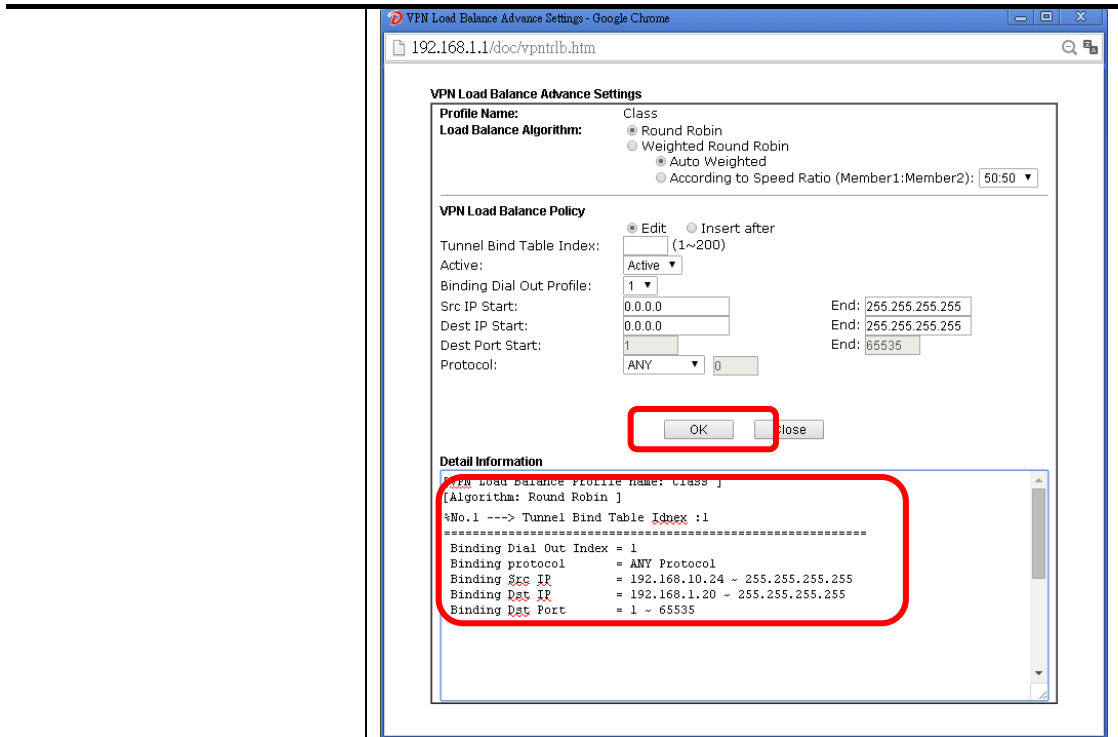 VPN Load Balance Advance Settings - Google Chrome
192.168.1.1/doc/vpntrlb.htm
VPN Load Balance Advance Settings
Profile Name: Class
Load Balance Algorithm: Round Robin
Weighted Round Robin
Auto Weighted
According to Speed Ratio (Member1:Member2): 50:50
VPN Load Balance Policy
Edit Insert after
Tunnel Bind Table Index: (1~200)
Active: Active
Binding Dial Out Profile: 1
Src IP Start: 0.0.0.0 End: 255.255.255.255
Dest IP Start: 0.0.0.0 End: 255.255.255.255
Dest Port Start: 1 End: 65535
Protocol: ANY 0
OK Close
Detail Information
[VPN Load Balance Profile name: Class ]
[Algorithm: Round Robin ]
%No.1 ---> Tunnel Bind Table Idnex :1
===========================================================
Binding Dial Out Index = 1
Binding protocol = ANY Protocol
Binding Src IP = 192.168.10.24 ~ 255.255.255.255
Binding Dst IP = 192.168.1.20 ~ 255.255.255.255
Binding Dst Port = 1 ~ 65535